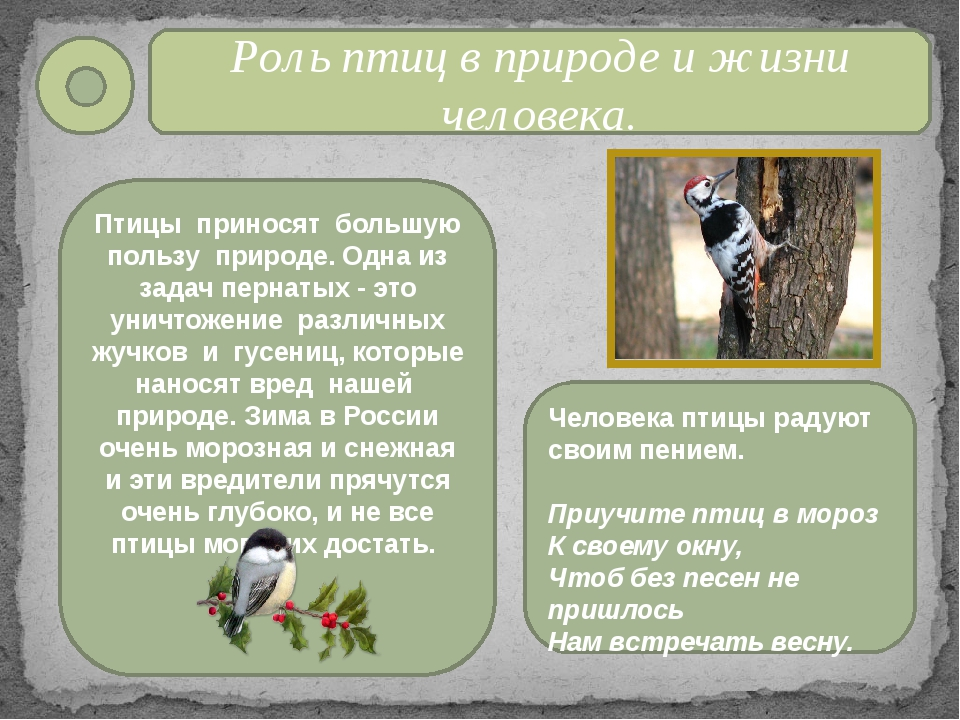 Роль птиц в природе и жизни
человека.
Птицы приносят большую
пользу природе. Одна из
задач пернатых - это
уничтожение различных
жучков и гусениц, которые
наносят вред нашей
природе. Зима в России
очень морозная и снежная
и эти вредители прячутся
очень глубоко, и не все
птицы их достать.
Человека птицы радуют
своим пением.
Приучите птиц в мороз
К своему окну,
Чтоб без песен не
пришлось
Нам встречать весну.